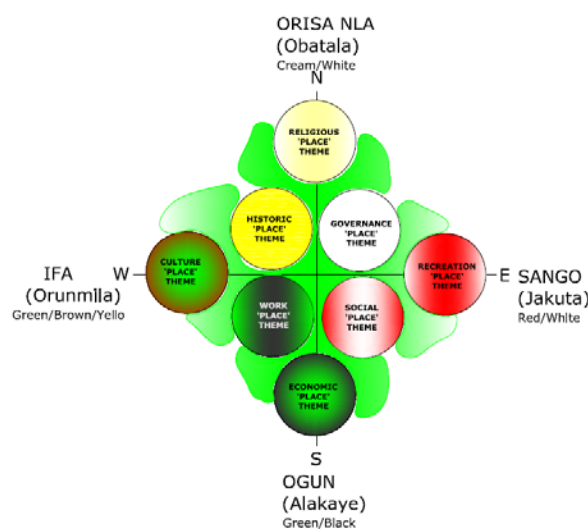 ORISA NLA
(Obatala)
Cream/White
N
RELIGIOUS
'PLACE'
THEME
HISTORIC
'PLACE'
THEME
GOVERNANCE
'PLACE'
THEME
IFA
(Orunmila)
Green/Brown/Yello
W
CULTURE
'PLACE'
THEME
RECREATION
'PLACE'
THEME
E
SANGO
(Jakuta)
Red/White
WORK
'PLACE'
THEME
SOCIAL
'PLACE'
THEME
ECONOMIC
'PLACE'
THEME
S
OGUN
(Alakaye)
Green/Black